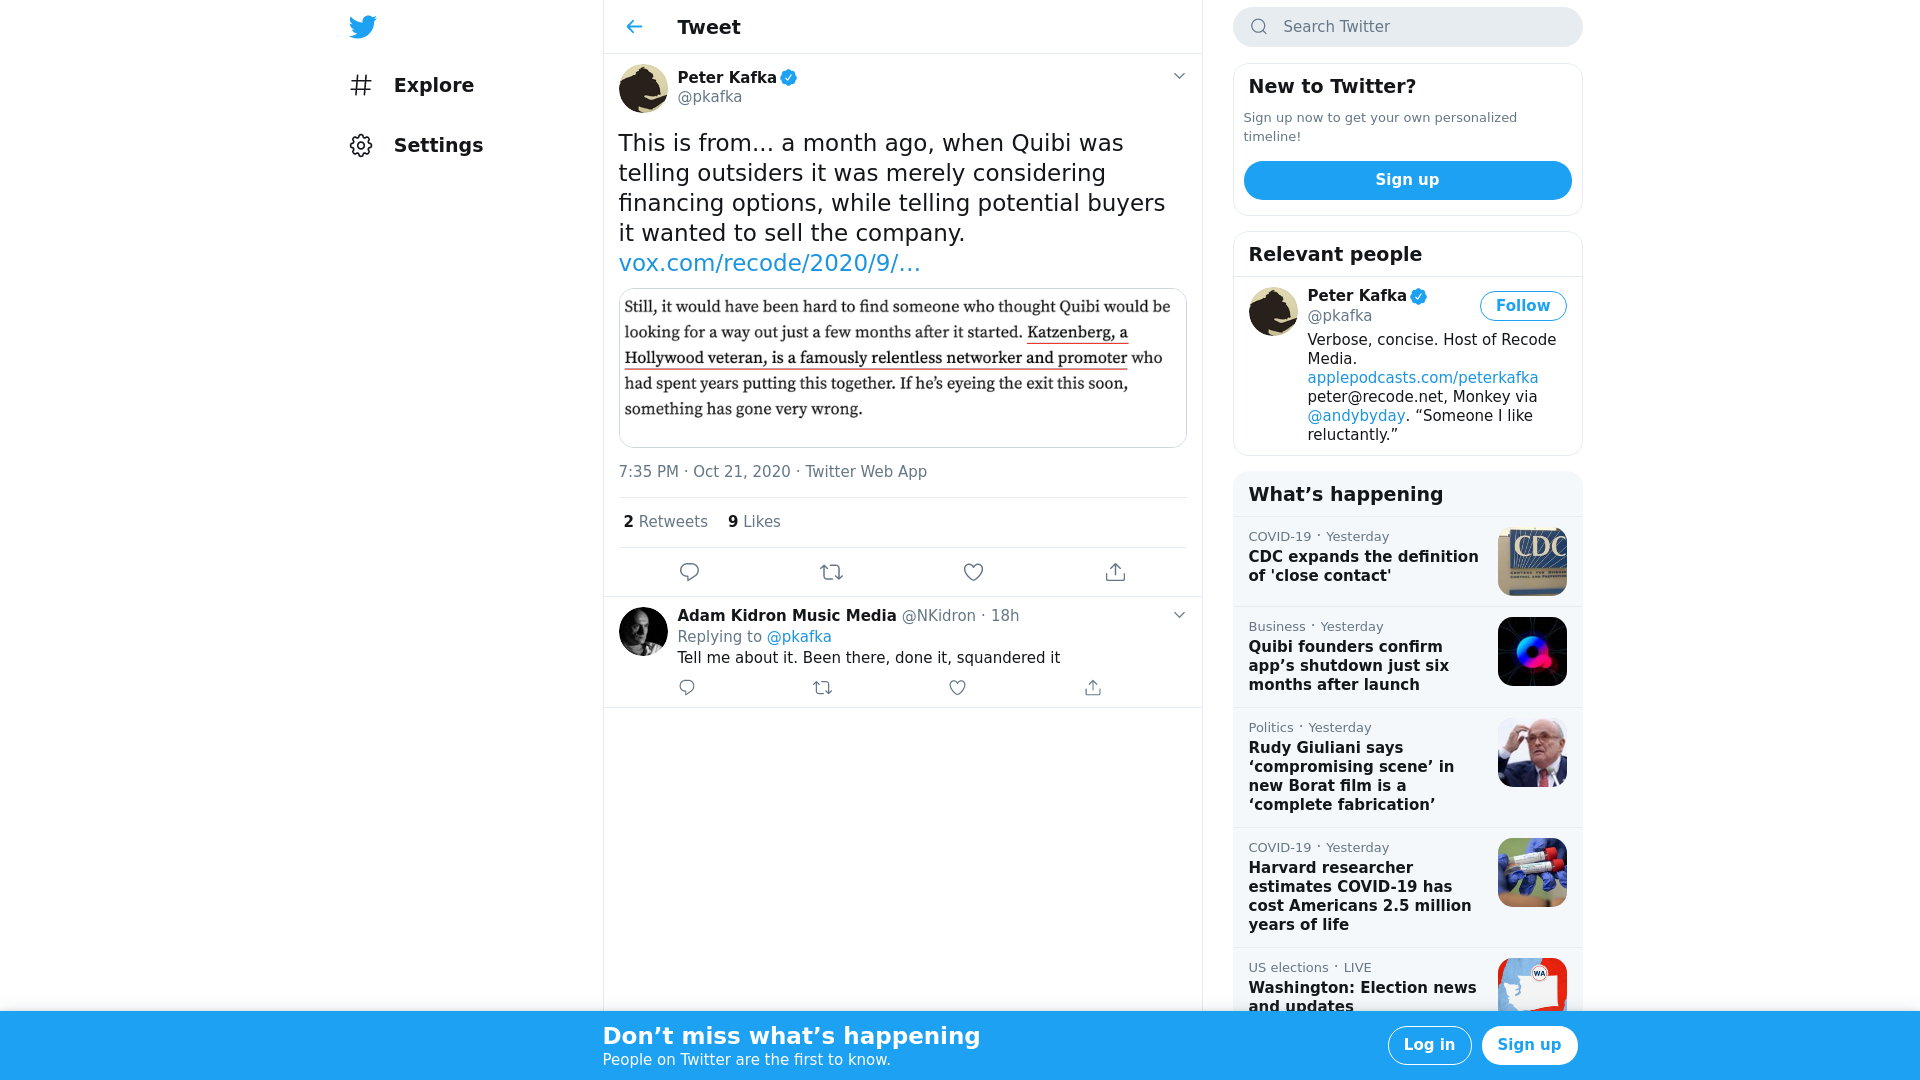 Explore
Settings
Tweet
Peter Kafka
@pkafka
This is from... a month ago, when Quibi was
telling outsiders it was merely considering
financing options, while telling potential buyers
it wanted to sell the company.
vox.com/recode/2020/9/…
Still, it would have been hard to find someone who thought Quibi would be
looking for a way out just a few months after it started. Katzenberg, a
Hollywood veteran, is a famously relentless networker and promoter who
had spent years putting this together. If he’s eyeing the exit this soon,
something has gone very wrong.
7:35 PM · Oct 21, 2020 · Twitter Web App
2 Retweets 9 Likes
Adam Kidron Music Media @NKidron · 18h
Replying to @pkafka
Tell me about it. Been there, done it, squandered it
Search Twitter
New to Twitter?
Sign up now to get your own personalized
timeline!
Sign up
Relevant people
Peter Kafka
@pkafka
Follow
Verbose, concise. Host of Recode
Media.
applepodcasts.com/peterkafka
peter@recode.net, Monkey via
@andybyday. “Someone I like
reluctantly.”
What’s happening
COVID-19 · Yesterday
CDC expands the definition
of 'close contact'
CDC
Business · Yesterday
Quibi founders confirm
app’s shutdown just six
months after launch
Politics · Yesterday
Rudy Giuliani says
‘compromising scene’ in
new Borat film is a
‘complete fabrication’
COVID-19 · Yesterday
Harvard researcher
estimates COVID-19 has
cost Americans 2.5 million
years of life
US elections · LIVE
Washington: Election news
and updates
WA
Don’t miss what’s happening
People on Twitter are the first to know.
Log in
Sign up